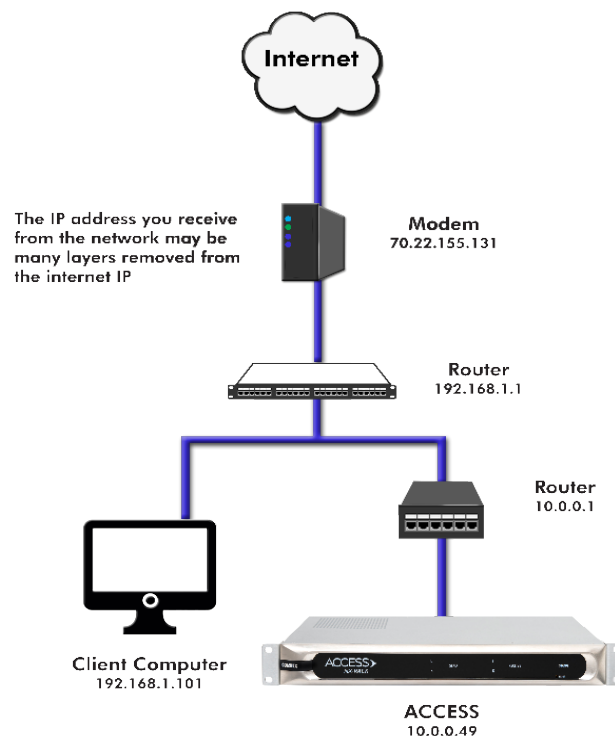 Internet
The IP address you receive
from the network may be
many layers removed from
the internet IP
Modem
70.22.155.131
Router
192.168.1.1
Router
10.0.0.1
Client Computer
192.168.1.101
ACCESS
ACCESS
10.0.0.49